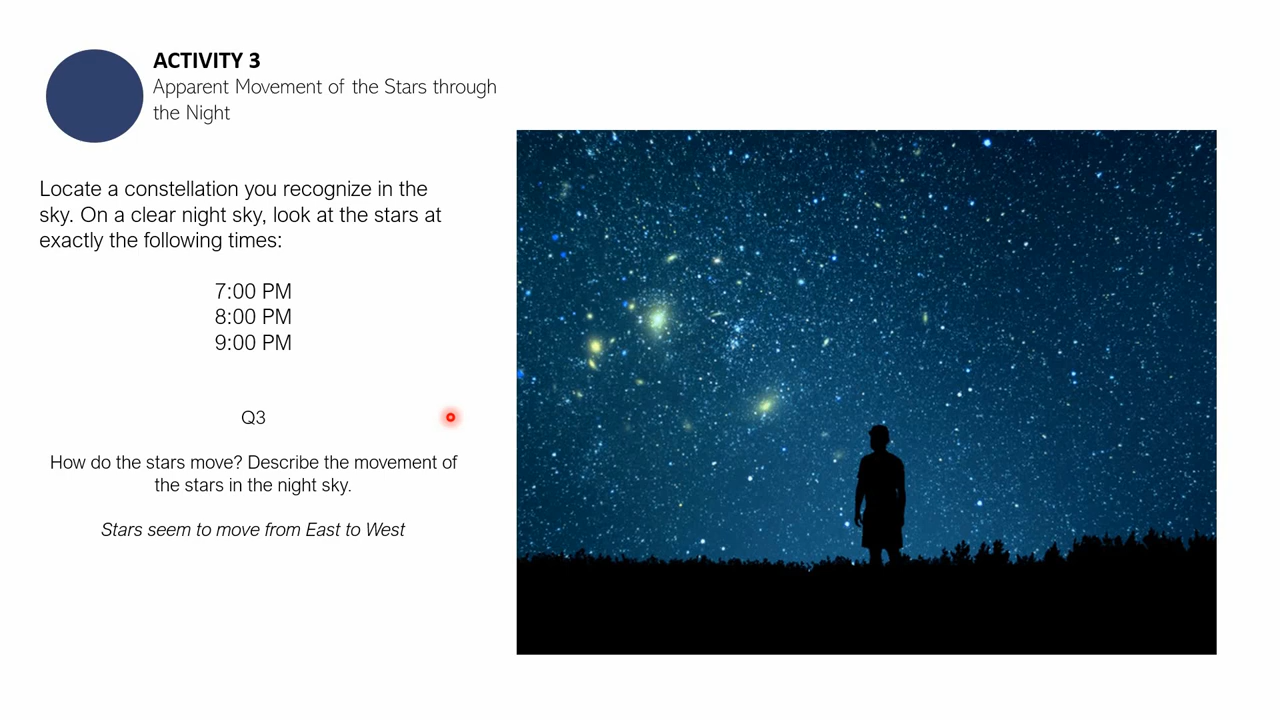 ACTIVITY 3
Apparent Movement of the Stars through
the Night
Locate a constellation you recognize in the
sky. On a clear night sky, look at the stars at
exactly the following times:
7:00 PM
8:00 PM
9:00 PM
Q3
How do the stars move? Describe the movement of
the stars in the night sky.
Stars seem to move from East to West